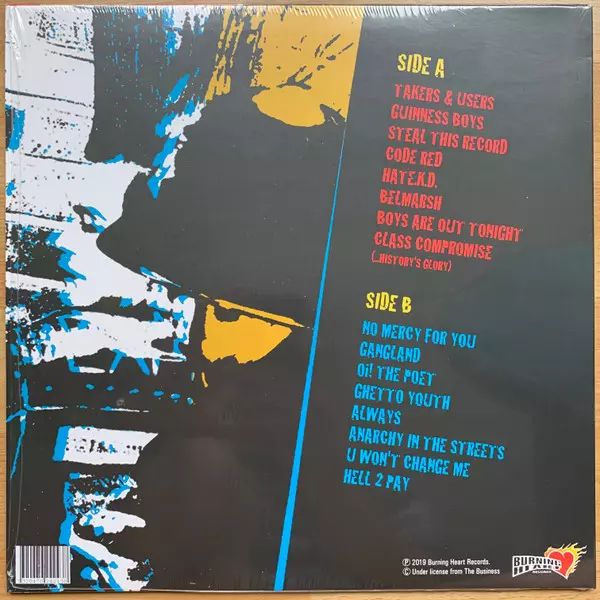 SIDE A
TAKERS & USERS
GUINNESS BOYS
STEAL THIS RECORD
CODE RED
HAT.E.K.D.
BELMARSH
BOYS ARE OUT TONIGHT
CLASS COMPROMISE
(...HISTORY'S GLORY)
SIDE B
NO MERCY FOR YOU
GANGLAND
Oi! THE POET
GHETTO YOUTH
ALWAYS
ANARCHY IN THE STREETS
U WON'T CHANGE ME
HELL 2 PAY
Ⓟ 2019 Burning Heart Records.
© Under license from The Business
BURNING
HEART
RECORDS